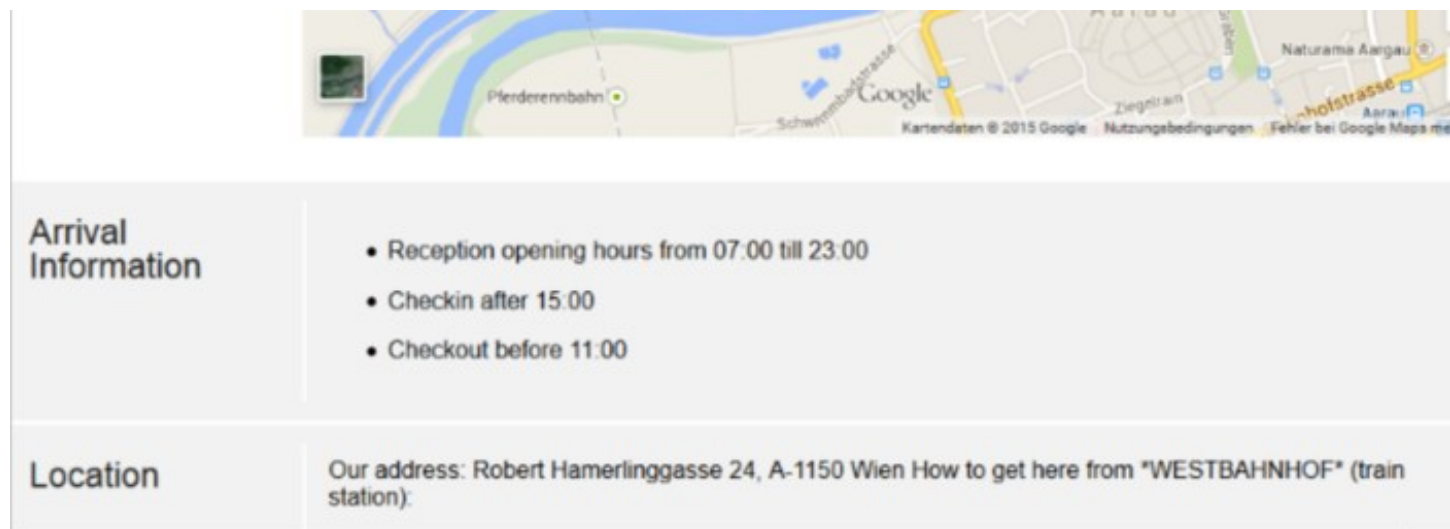 Aarau
Graben
Naturama Aargau
Pferderennbahn
Schwimmbadstrasse
Google
Ziegelrain
Aarau
Kartendaten © 2015 Google Nutzungsbedingungen Fehler bei Google Maps
Arrival
Information
• Reception opening hours from 07:00 till 23:00
• Checkin after 15:00
• Checkout before 11:00
Location
Our address: Robert Hamerlinggasse 24, A-1150 Wien How to get here from *WESTBAHNHOF* (train
station):